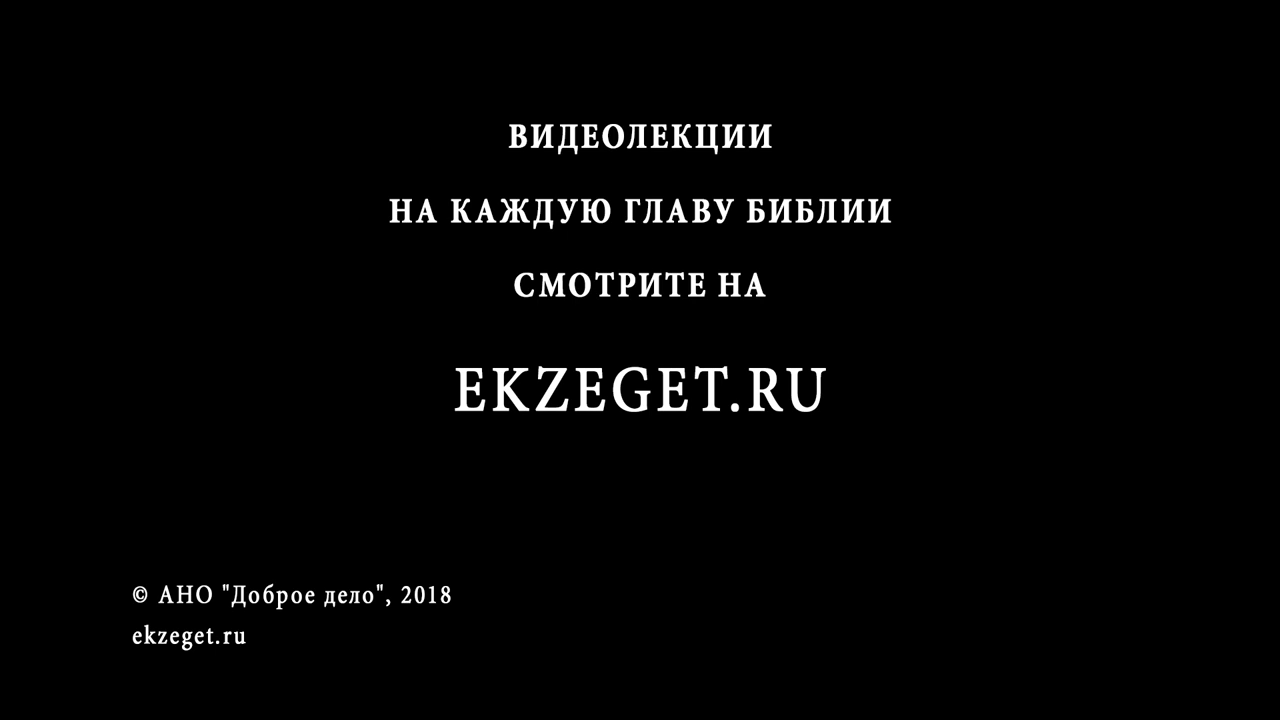 ВИДЕОЛЕКЦИИ
НА КАЖДУЮ ГЛАВУ БИБЛИИ
СМОТРИТЕ НА
EKZEGET.RU
© АНО "Доброе дело", 2018
ekzeget.ru